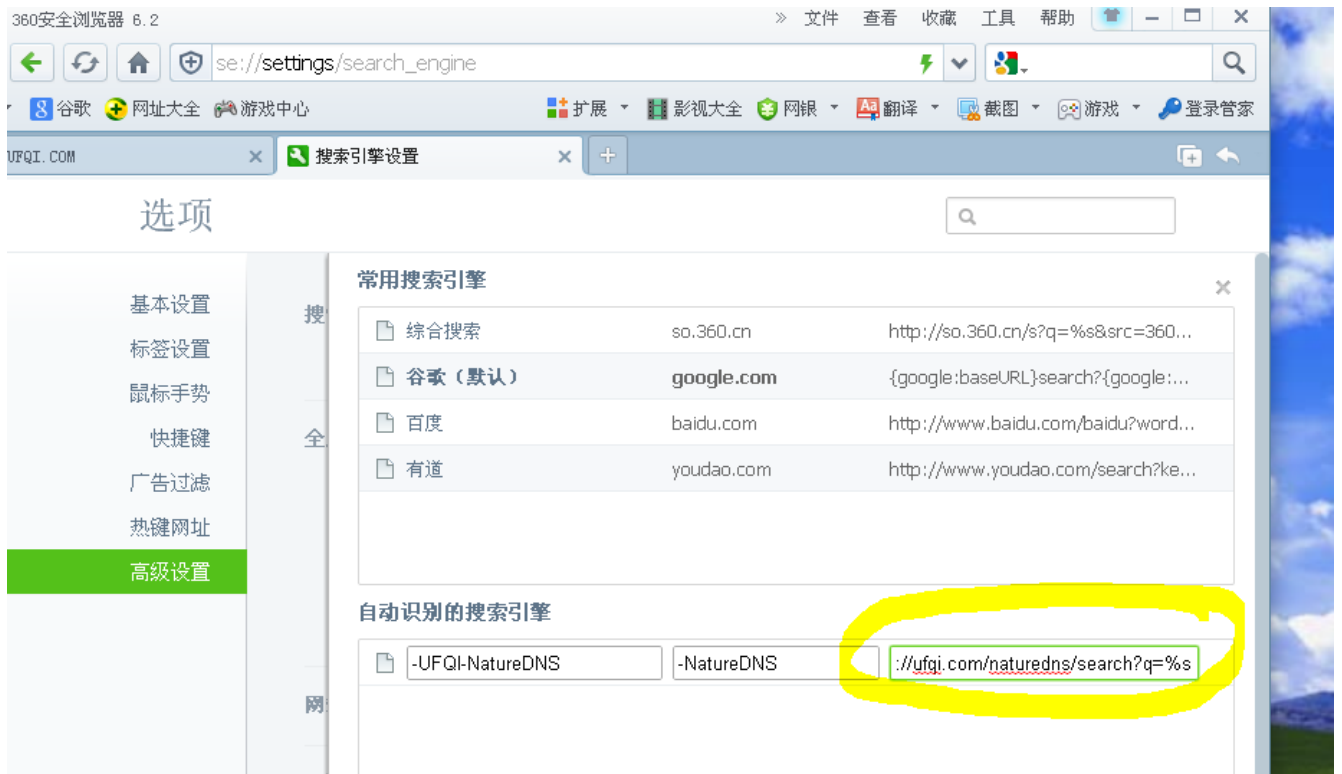 360安全浏览器 6.2 » 文件 查看 收藏 工具 帮助
se://settings/search_engine
谷歌 网址大全 游戏中心 扩展 影视大全 网银 翻译 截图 游戏 登录管家
UFQI.COM 搜索引擎设置
选项
常用搜索引擎
基本设置
标签设置
鼠标手势
快捷键
广告过滤
热键网址
高级设置
搜
全
网
综合搜索 so.360.cn http://so.360.cn/s?q=%s&src=360...
谷歌（默认） google.com {google:baseURL}search?{google:...
百度 baidu.com http://www.baidu.com/baidu?word...
有道 youdao.com http://www.youdao.com/search?ke...
自动识别的搜索引擎
-UFQI-NatureDNS -NatureDNS ://ufqi.com/naturedns/search?q=%s